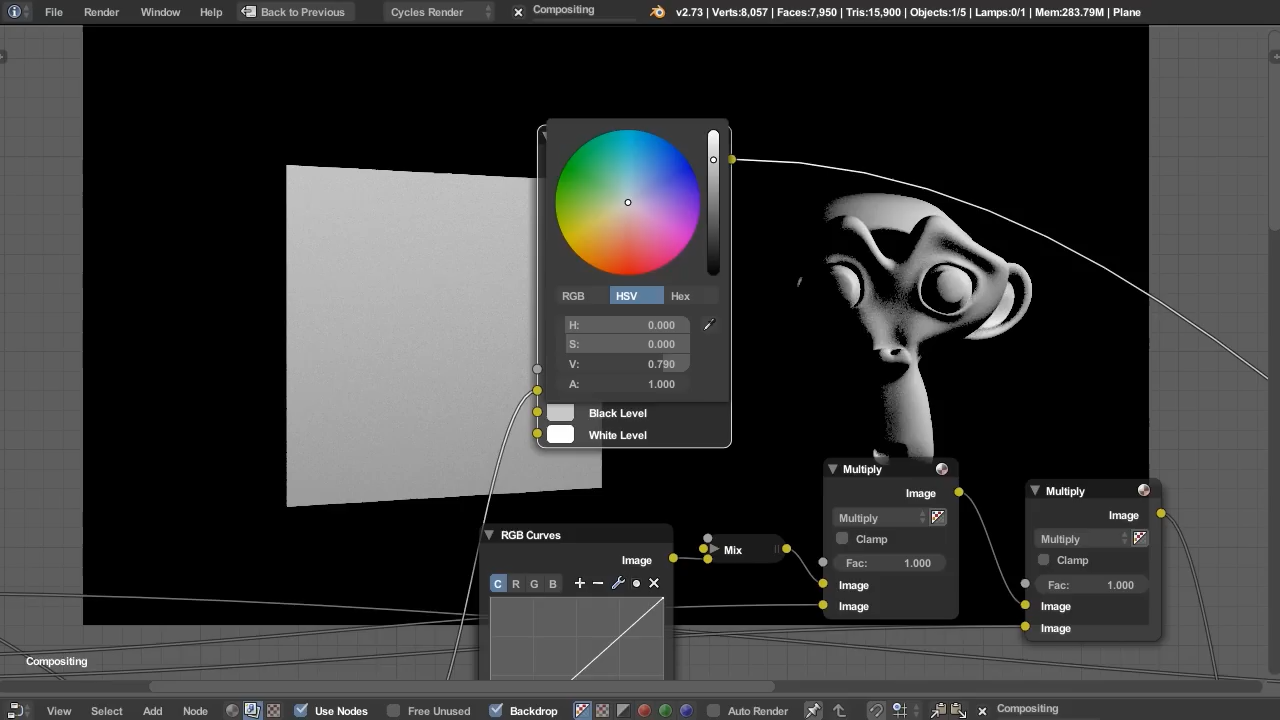 File Render Window Help Back to Previous Cycles Render Compositing v2.73 | Verts:8,057 | Faces:7,950 | Tris:15,900 | Objects:1/5 | Lamps:0/1 | Mem:283.79M | Plane
RGB HSV Hex
H: 0.000
S: 0.000
V: 0.790
A: 1.000
Black Level
White Level
RGB Curves
Image
C R G B
Mix
Multiply
Image
Multiply
Clamp
Fac: 1.000
Image
Image
Multiply
Image
Multiply
Clamp
Fac: 1.000
Image
Image
Compositing
View Select Add Node Use Nodes Free Unused Backdrop Auto Render Compositing